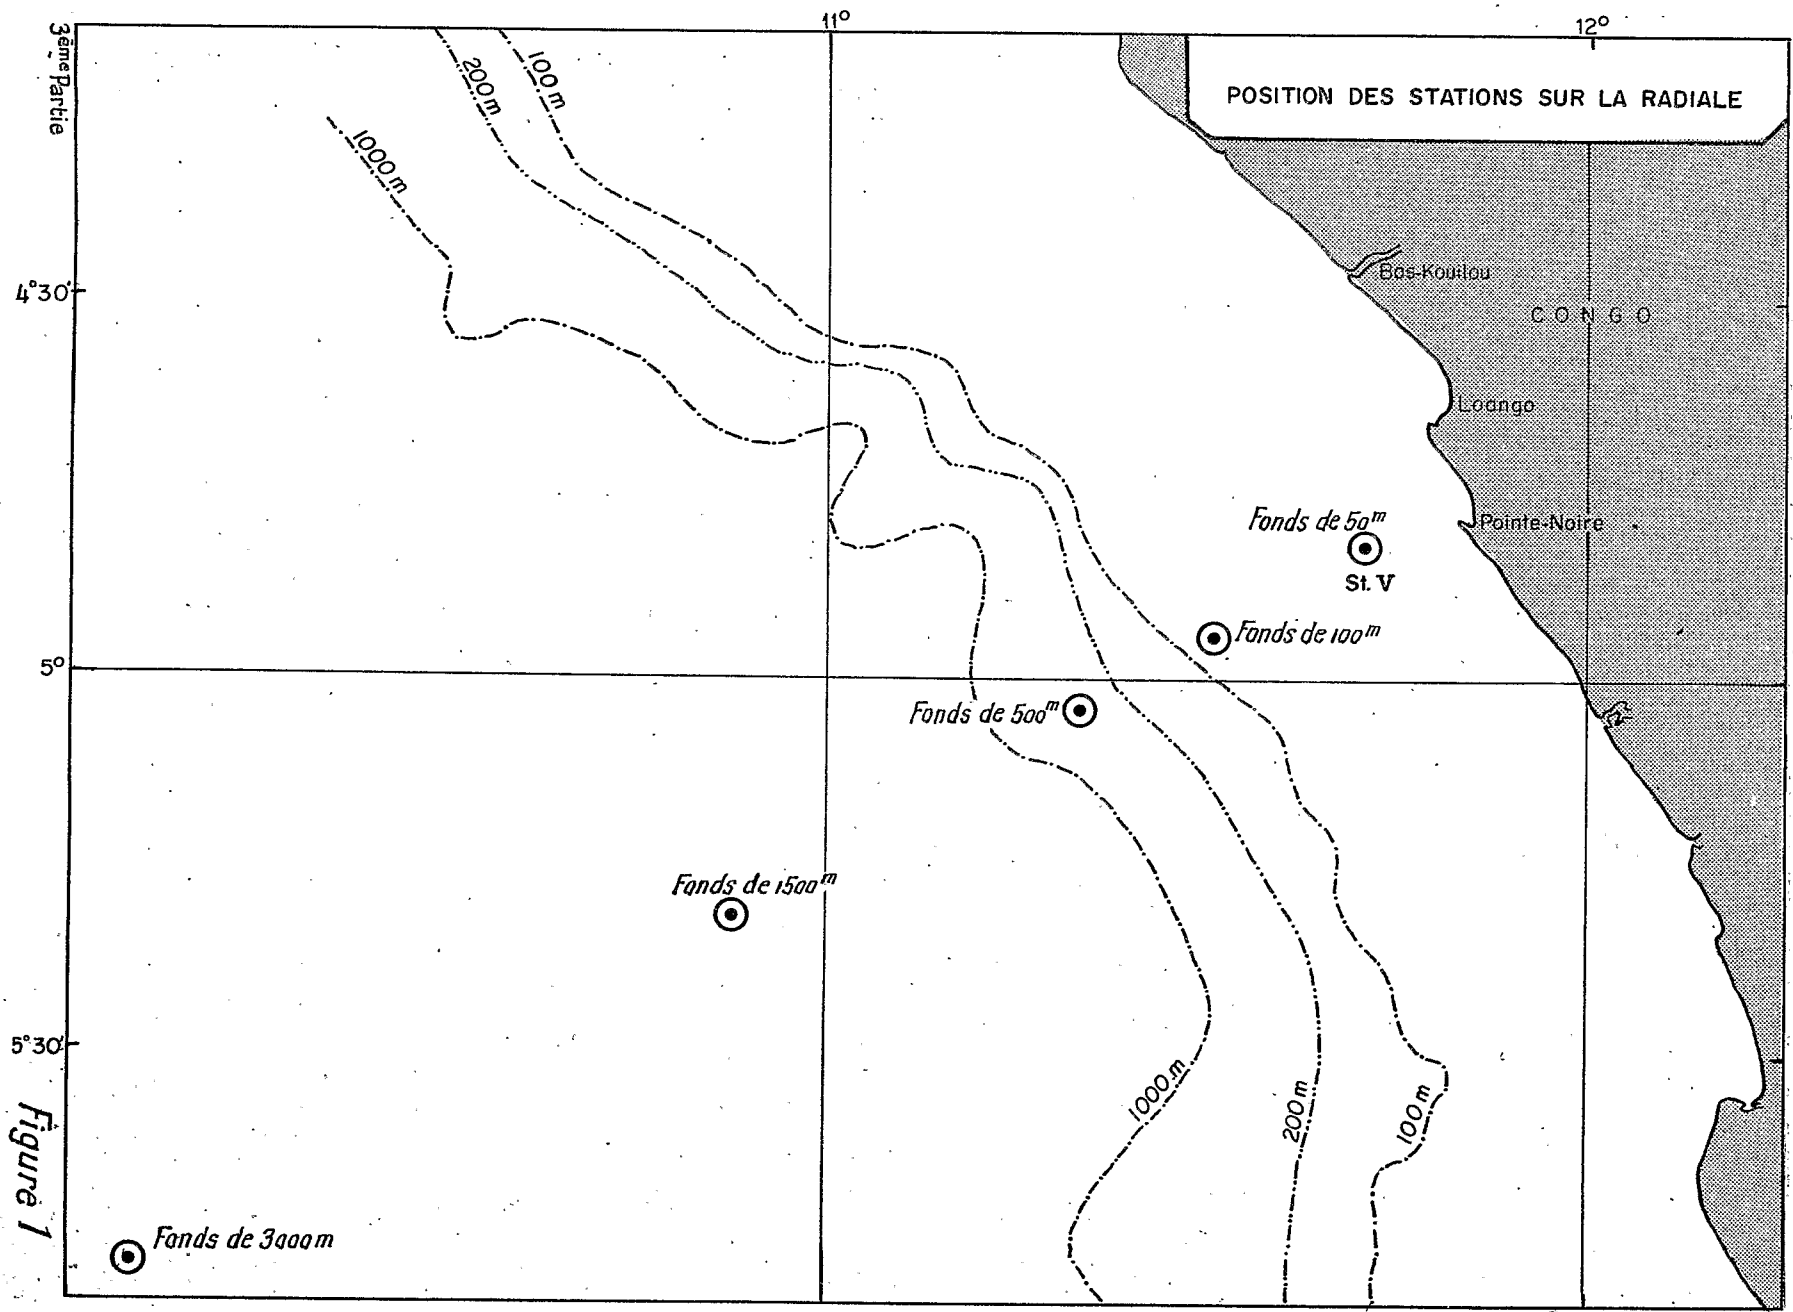 11°
12°
3ème Partie
POSITION DES STATIONS SUR LA RADIALE
100 m
200 m
1000 m
Bas-Kouilou
4°30'
CONGO
Loango
Fonds de 50m
Pointe-Noire
St. V
Fonds de 100m
5°
Fonds de 500m
Fonds de 1500m
5°30'
1000 m
200 m
100 m
Figure 1
Fonds de 3000m